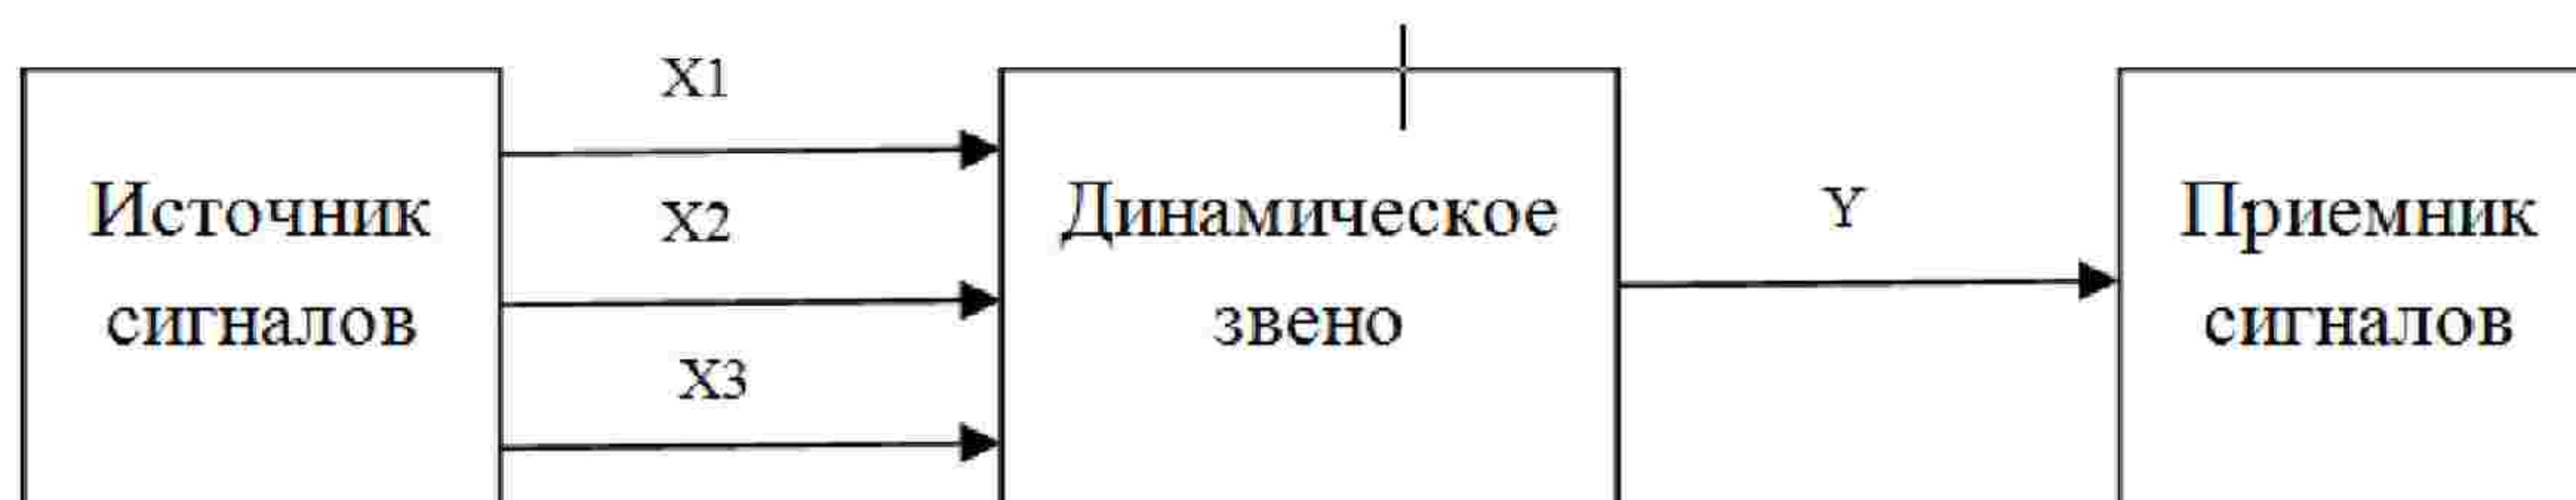 X1
Источник
сигналов
X2
X3
Динамическое
звено
Y
Приемник
сигналов